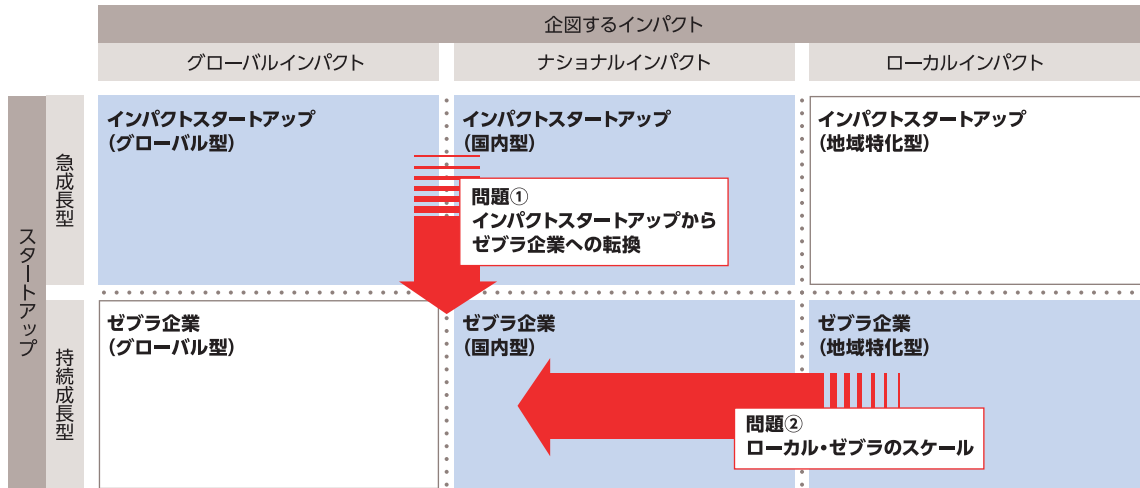 企図するインパクト
グローバルインパクト
ナショナルインパクト
ローカルインパクト
スタートアップ
急成長型
インパクトスタートアップ
(グローバル型)
インパクトスタートアップ
(国内型)
インパクトスタートアップ
(地域特化型)
問題①
インパクトスタートアップから
ゼブラ企業への転換
持続成長型
ゼブラ企業
(グローバル型)
ゼブラ企業
(国内型)
ゼブラ企業
(地域特化型)
問題②
ローカル・ゼブラのスケール